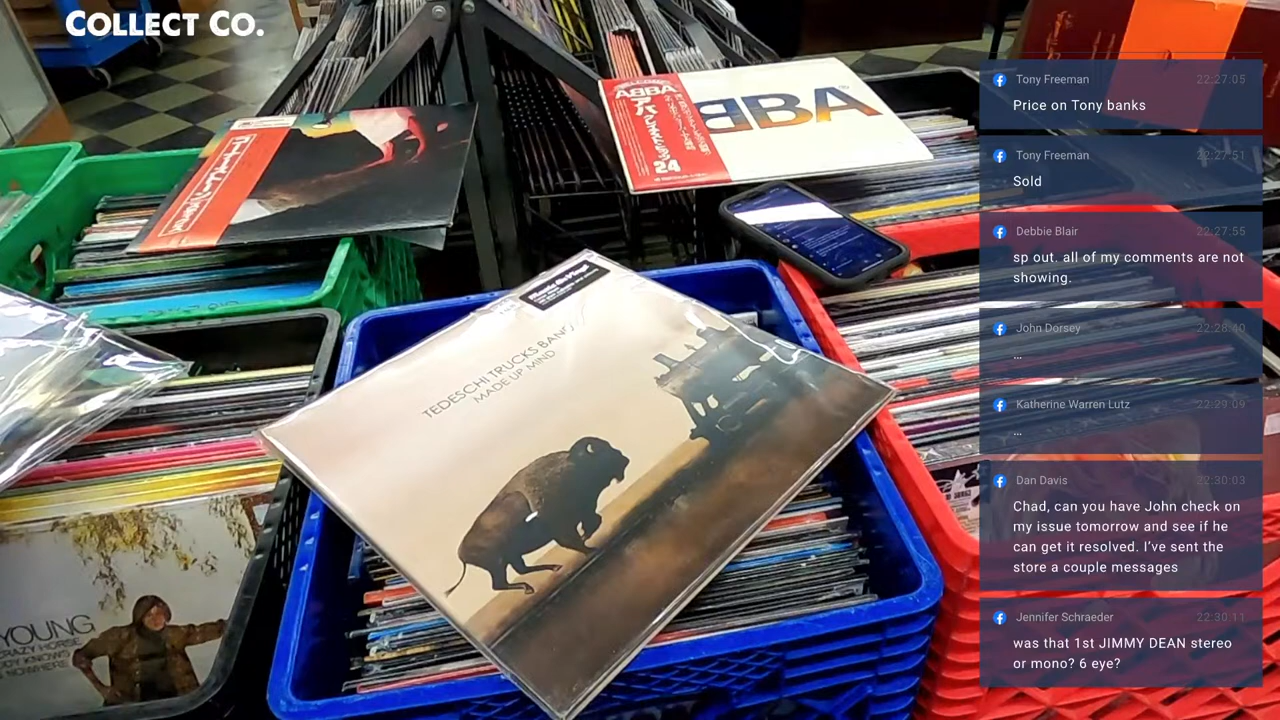 COLLECT CO.
ABBA
ABBA
24
Music On Vinyl
TEDESCHI TRUCKS BAND
MADE UP MIND
YOUNG
CRAZY HORSE
Tony Freeman 22:27:05
Price on Tony banks
Tony Freeman 22:27:51
Sold
Debbie Blair 22:27:55
sp out. all of my comments are not
showing.
John Dorsey 22:28:40
...
Katherine Warren Lutz 22:29:09
...
Dan Davis 22:30:03
Chad, can you have John check on
my issue tomorrow and see if he
can get it resolved. I've sent the
store a couple messages
Jennifer Schraeder 22:30:11
was that 1st JIMMY DEAN stereo
or mono? 6 eye?